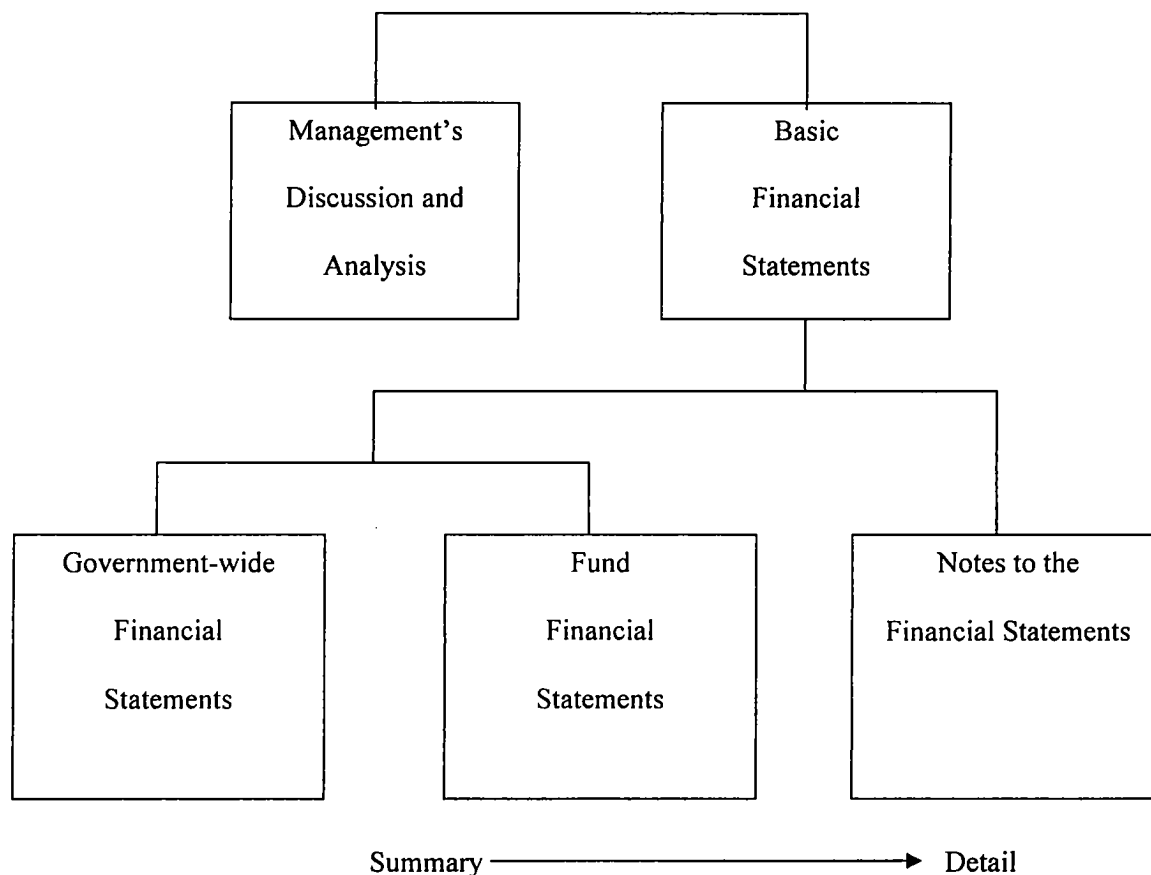 Management's
Discussion and
Analysis
Basic
Financial
Statements
Government-wide
Financial
Statements
Fund
Financial
Statements
Notes to the
Financial Statements
Summary
Detail